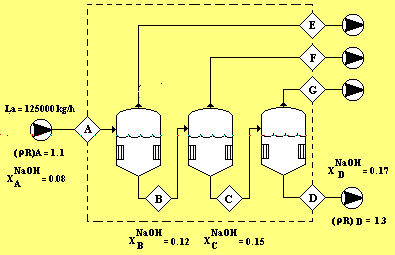 E
F
G
La = 125000 kg/h
A
(ρR)A = 1.1
X NaOH A = 0.08
B
C
D
X NaOH D = 0.17
(ρR) D = 1.3
X NaOH B = 0.12
X NaOH C = 0.15